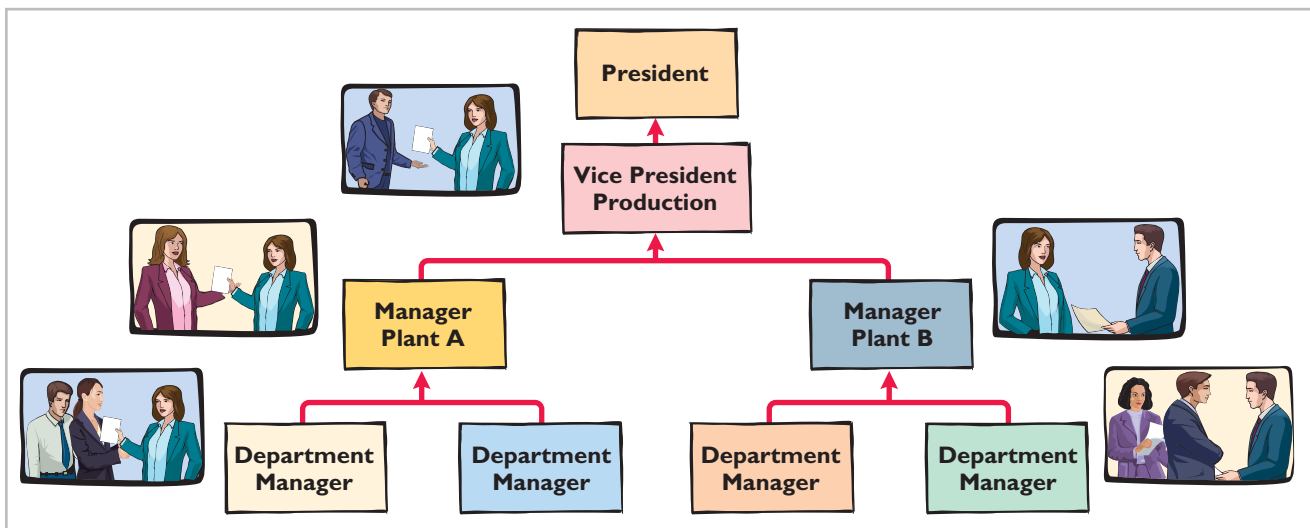 President
Vice President
Production
Manager
Plant A
Manager
Plant B
Department
Manager
Department
Manager
Department
Manager
Department
Manager